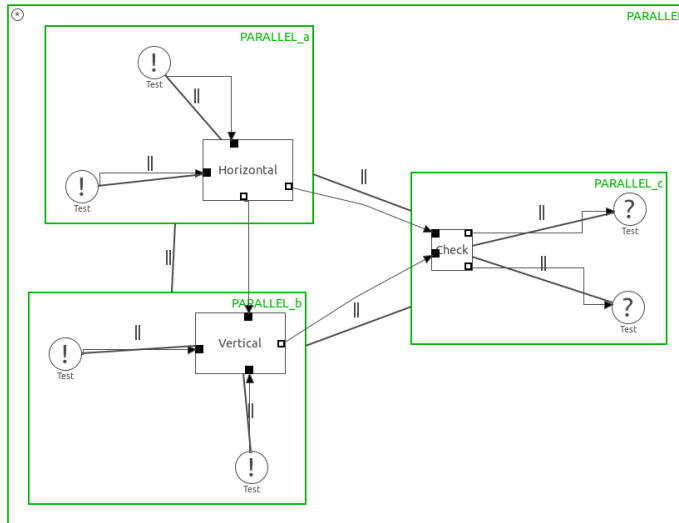 PARALLEL
PARALLEL_a
!
Test
||
Horizontal
||
!
Test
||
PARALLEL_c
||
?
Test
Check
||
?
Test
||
PARALLEL_b
||
Vertical
||
!
Test
||
!
Test